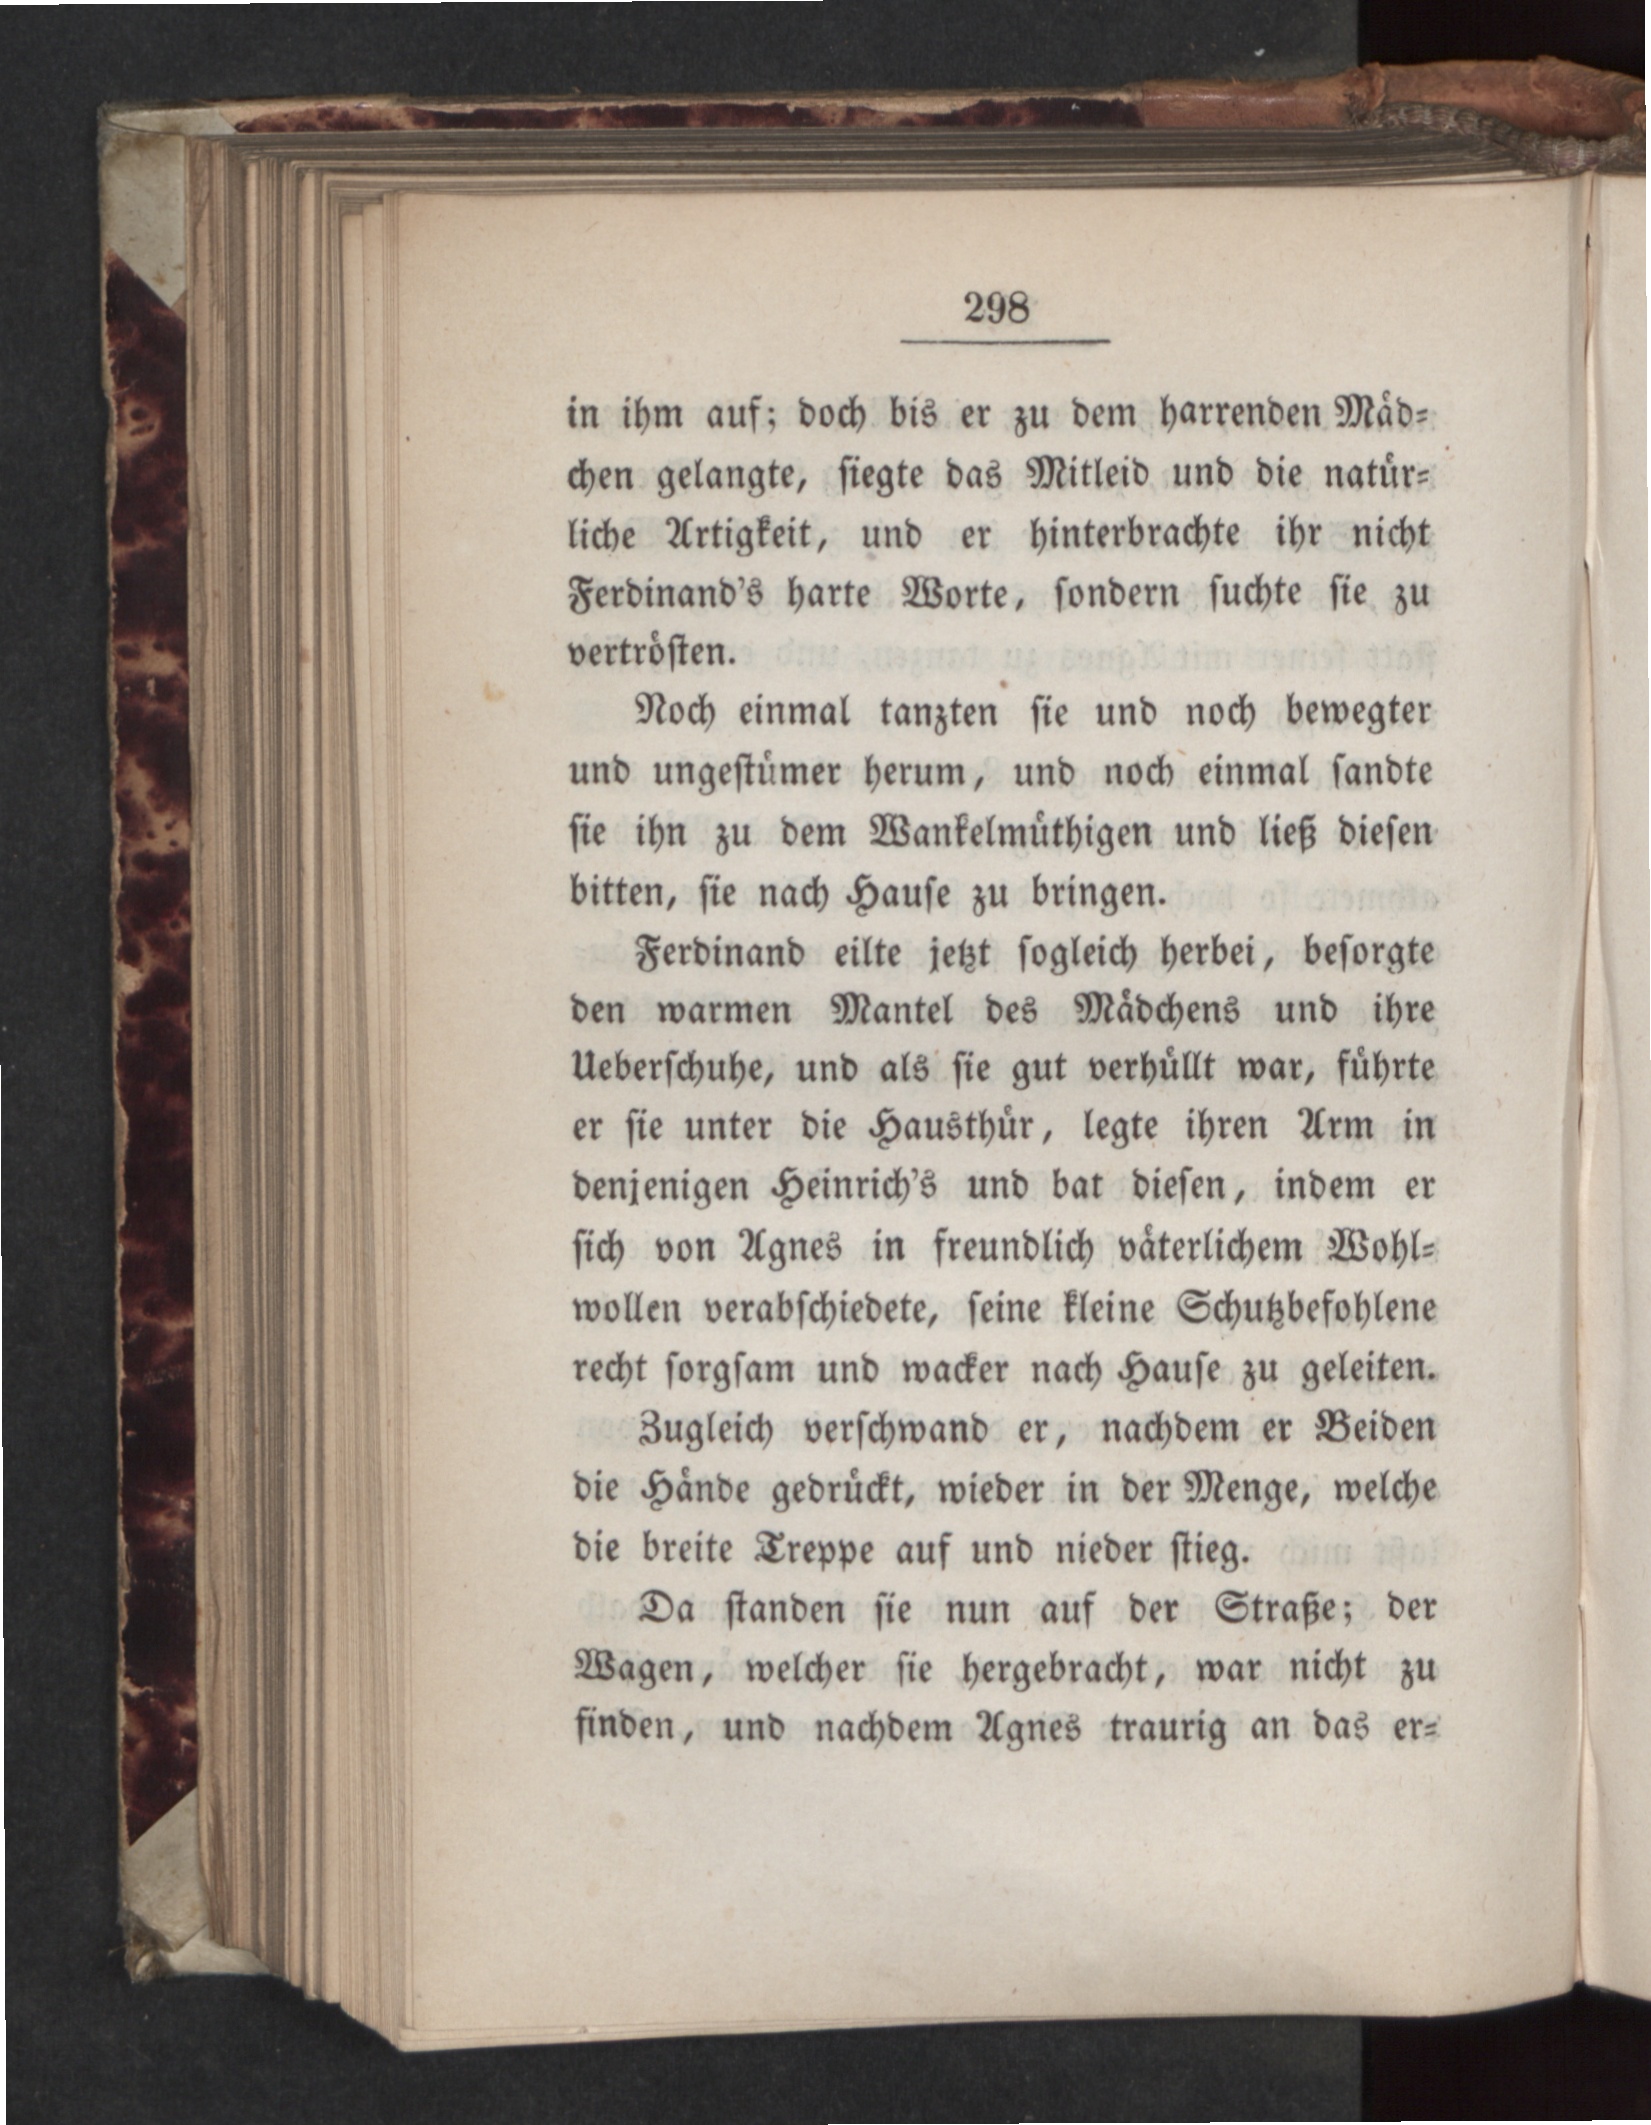 298
in ihm auf; doch bis er zu dem harrenden Mäd-
chen gelangte, ſiegte das Mitleid und die natür-
liche Artigkeit, und er hinterbrachte ihr nicht
Ferdinand's harte Worte, ſondern ſuchte ſie zu
vertröſten.
Noch einmal tanzten ſie und noch bewegter
und ungeſtümer herum, und noch einmal ſandte
ſie ihn zu dem Wankelmüthigen und ließ dieſen
bitten, ſie nach Hauſe zu bringen.
Ferdinand eilte jetzt ſogleich herbei, beſorgte
den warmen Mantel des Mädchens und ihre
Ueberſchuhe, und als ſie gut verhüllt war, führte
er ſie unter die Hausthür, legte ihren Arm in
denjenigen Heinrich's und bat dieſen, indem er
ſich von Agnes in freundlich väterlichem Wohl-
wollen verabſchiedete, ſeine kleine Schutzbefohlene
recht ſorgſam und wacker nach Hauſe zu geleiten.
Zugleich verſchwand er, nachdem er Beiden
die Hände gedrückt, wieder in der Menge, welche
die breite Treppe auf und nieder ſtieg.
Da ſtanden ſie nun auf der Straße; der
Wagen, welcher ſie hergebracht, war nicht zu
finden, und nachdem Agnes traurig an das er-